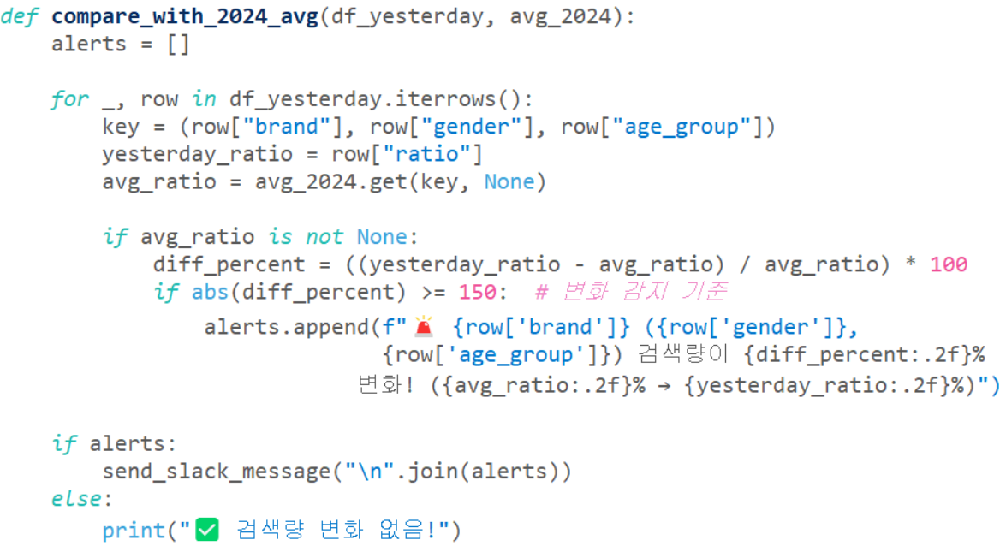 def compare_with_2024_avg(df_yesterday, avg_2024):
    alerts = []

    for _, row in df_yesterday.iterrows():
        key = (row["brand"], row["gender"], row["age_group"])
        yesterday_ratio = row["ratio"]
        avg_ratio = avg_2024.get(key, None)

        if avg_ratio is not None:
            diff_percent = ((yesterday_ratio - avg_ratio) / avg_ratio) * 100
            if abs(diff_percent) >= 150:  # 변화 감지 기준
                alerts.append(f"🚨 {row['brand']} ({row['gender']},
                              {row['age_group']}) 검색량이 {diff_percent:.2f}%
                            변화! ({avg_ratio:.2f}% → {yesterday_ratio:.2f}%)")

    if alerts:
        send_slack_message("\n".join(alerts))
    else:
        print("✅ 검색량 변화 없음!")